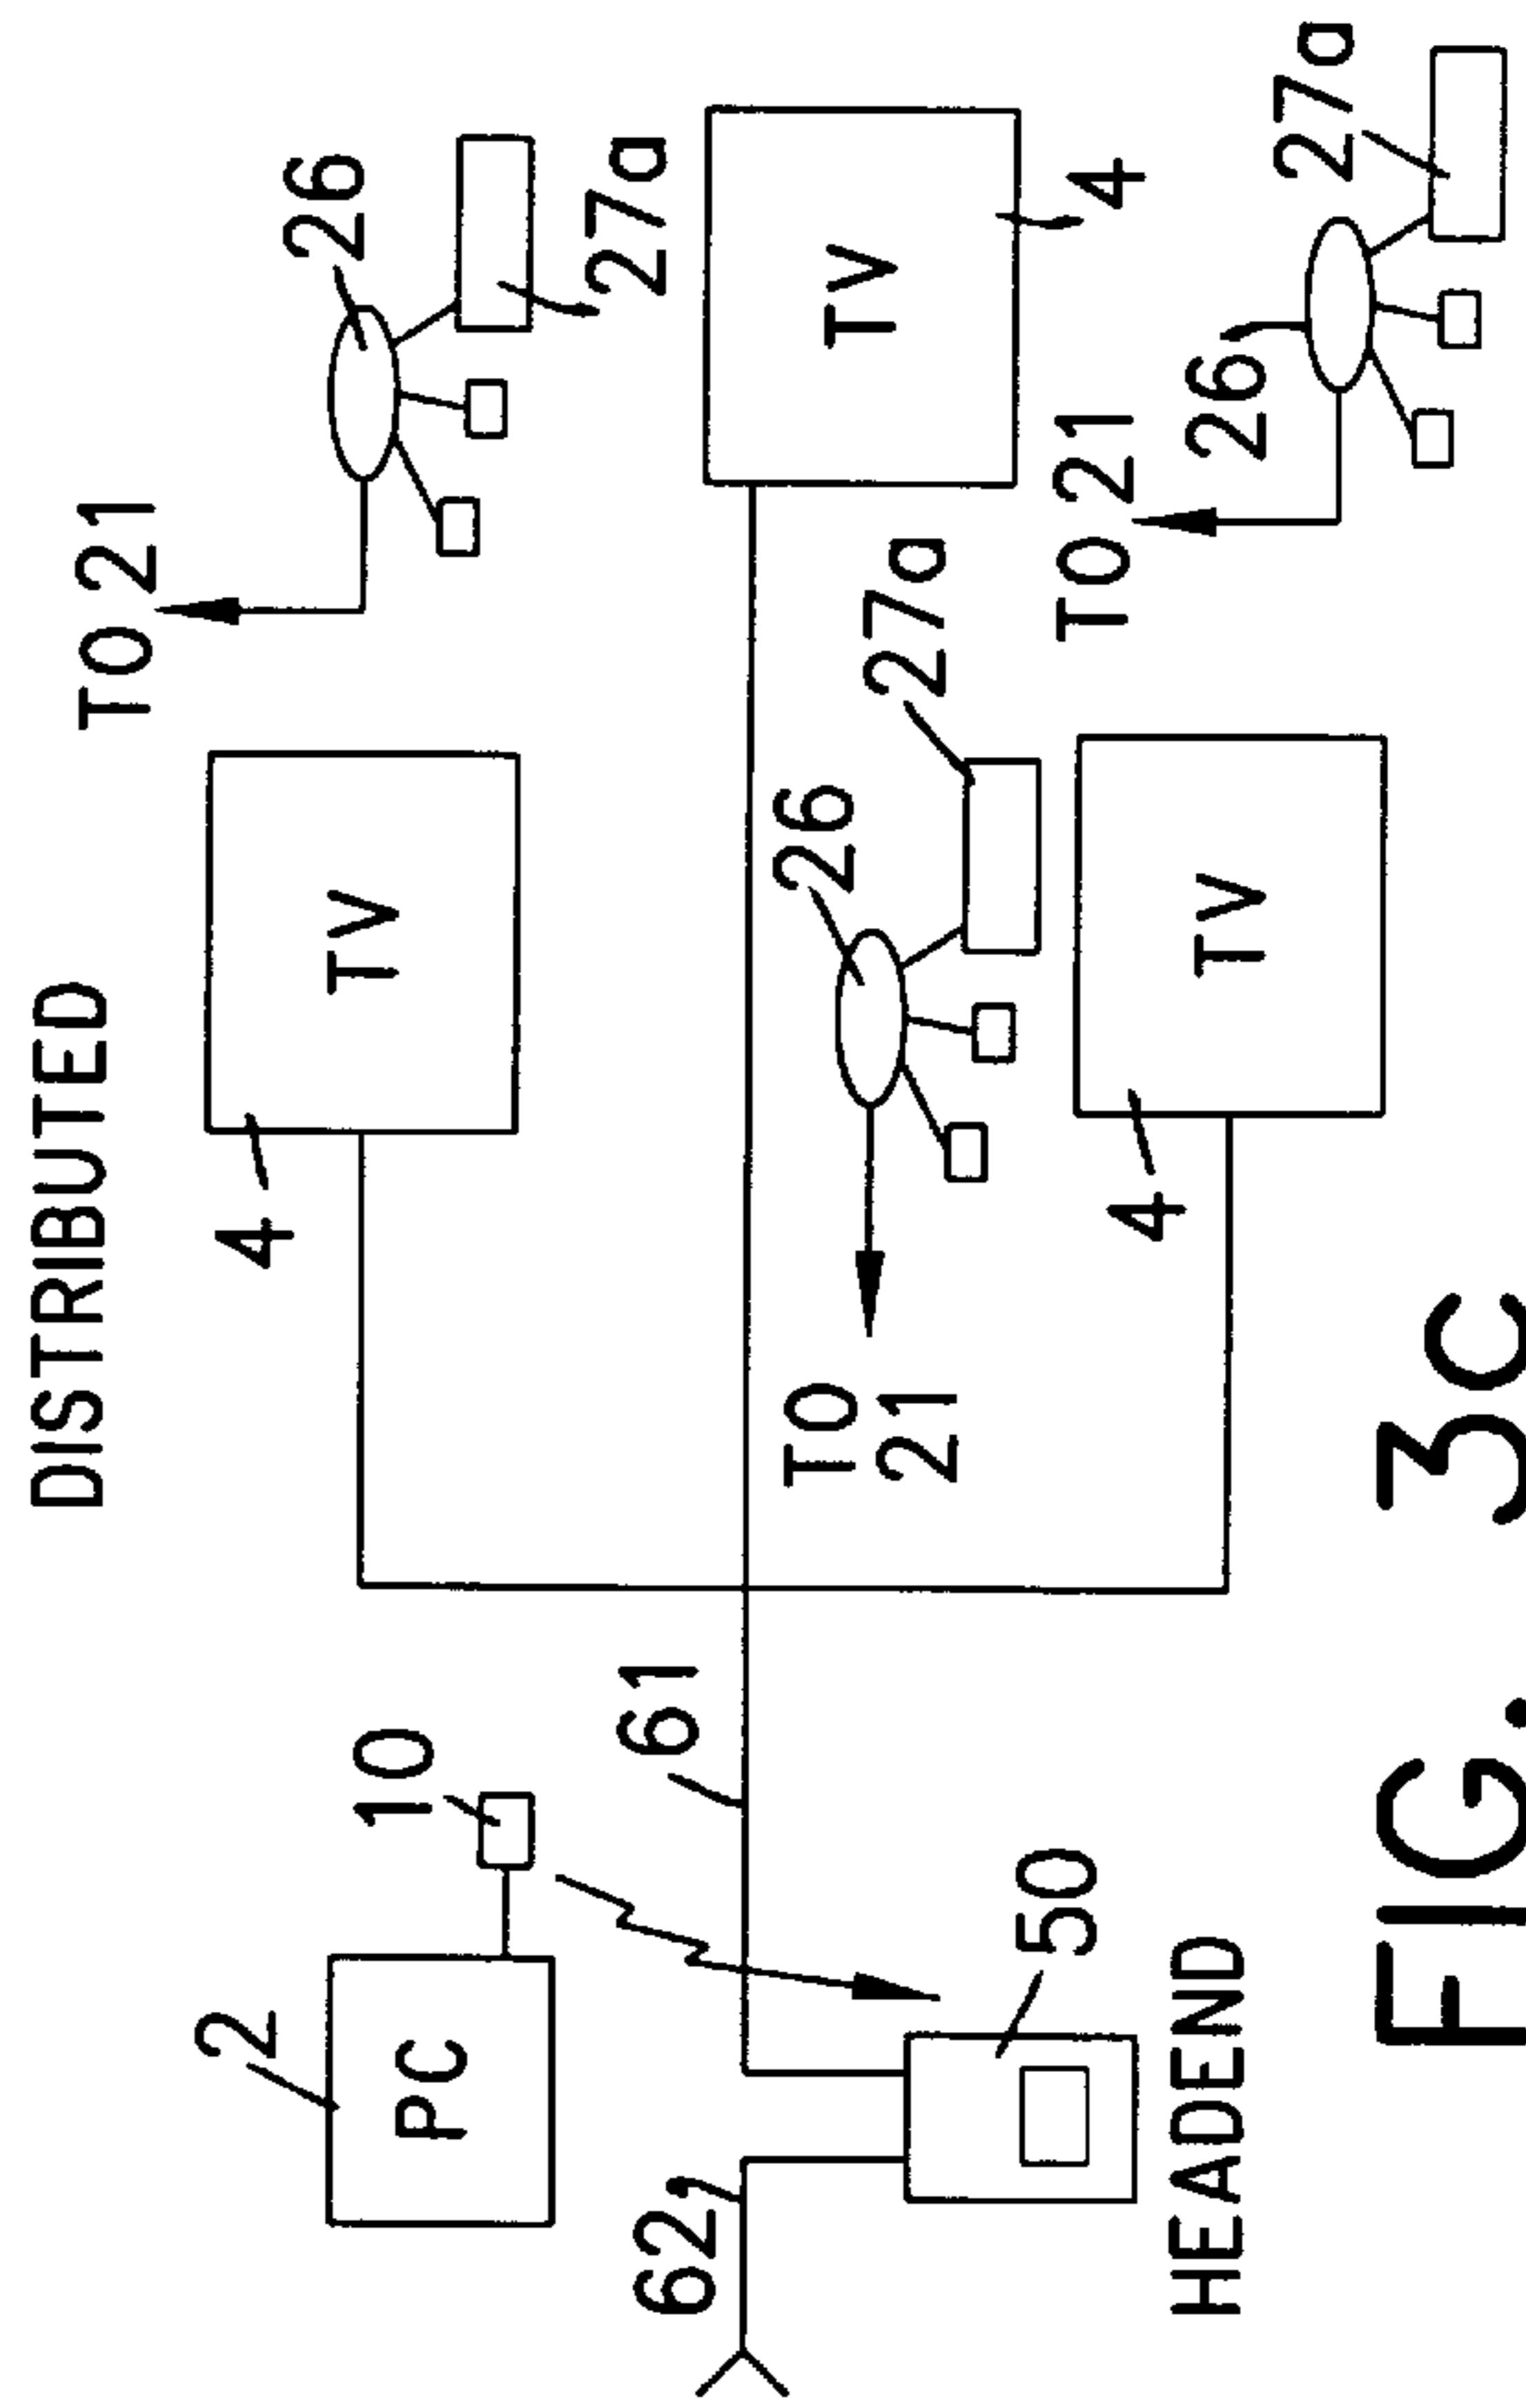 DISTRIBUTED
TO 21
2
PC
10
4
TV
26
27a
62
61
TO
21
26
27a
TV
4
50
HEADEND
4
TV
TO 21
26
27a
FIG. 3c